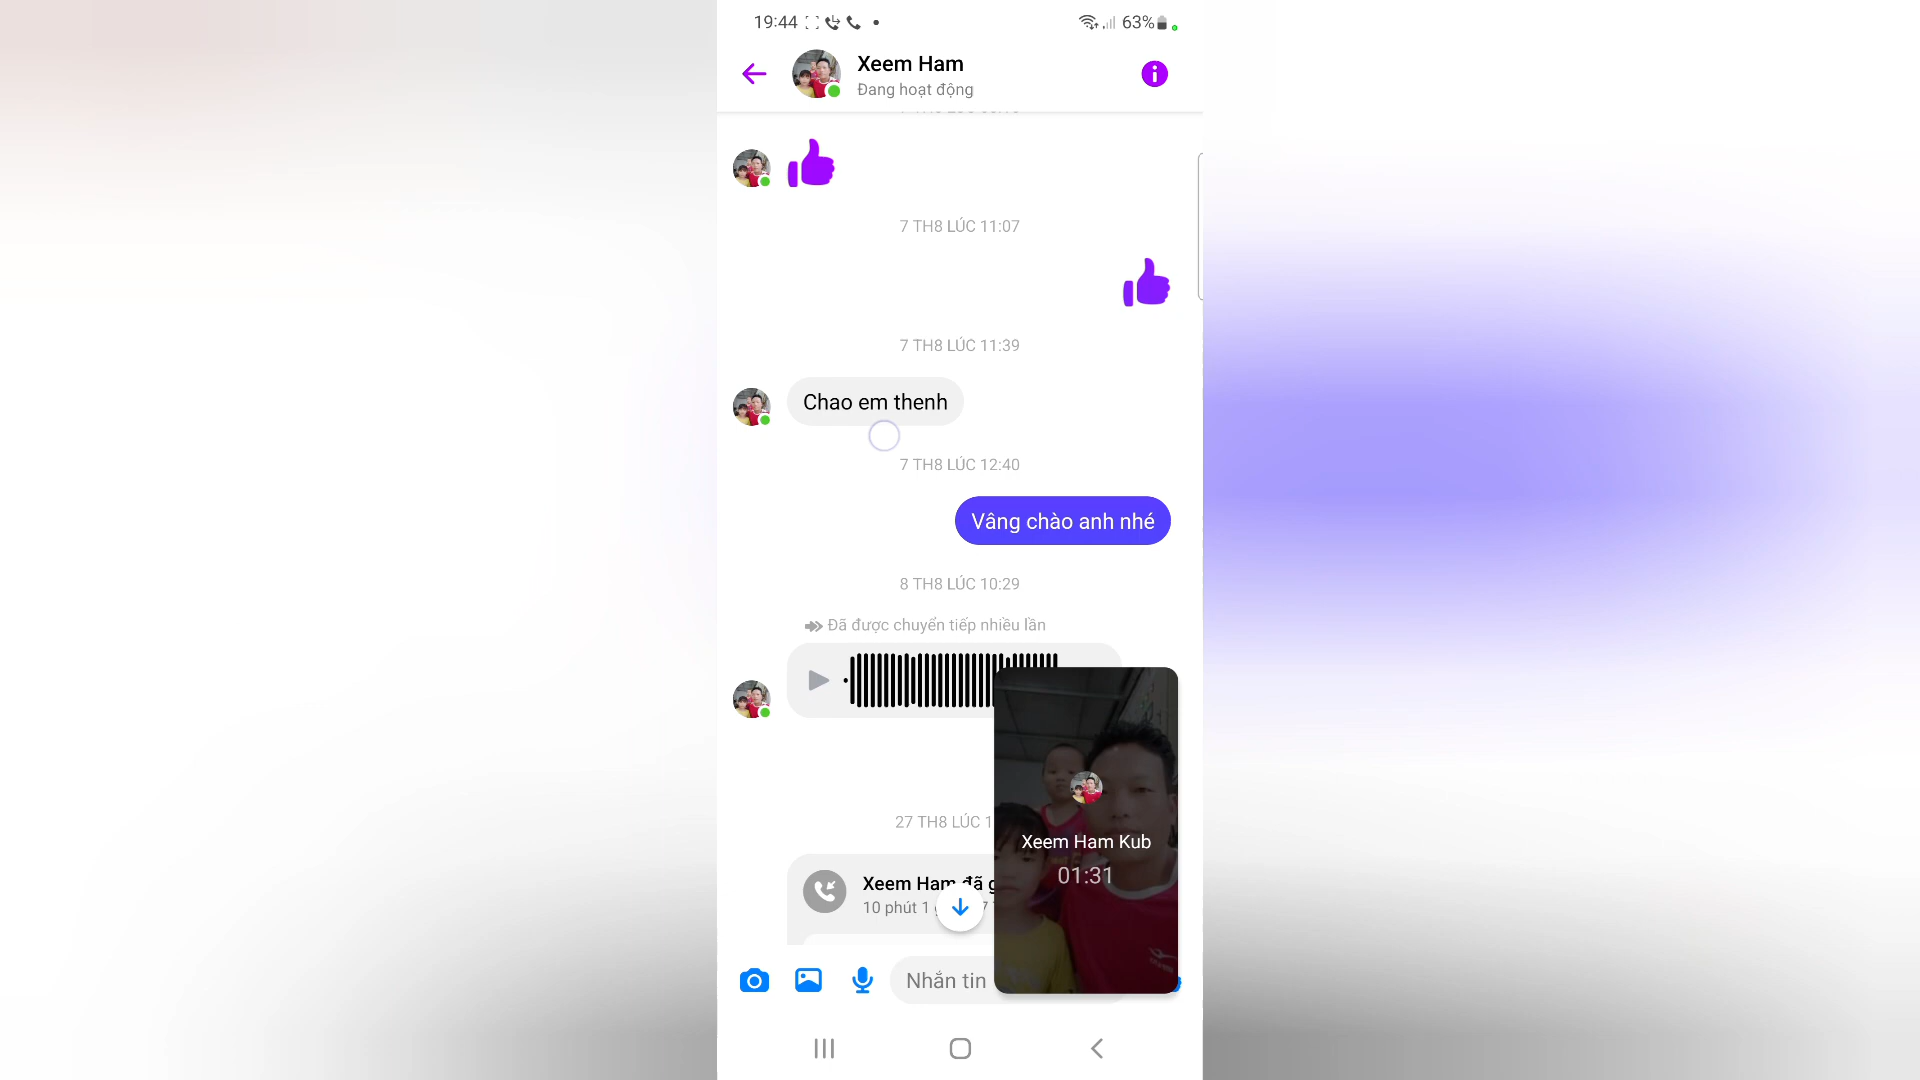 19:44
63%
Xeem Ham
Đang hoạt động
7 TH8 LÚC 11:07
7 TH8 LÚC 11:39
Chao em thenh
7 TH8 LÚC 12:40
Vâng chào anh nhé
8 TH8 LÚC 10:29
Đã được chuyển tiếp nhiều lần
27 TH8 LÚC 1
Xeem Ham đã g
10 phút 1
Xeem Ham Kub
01:31
Nhắn tin